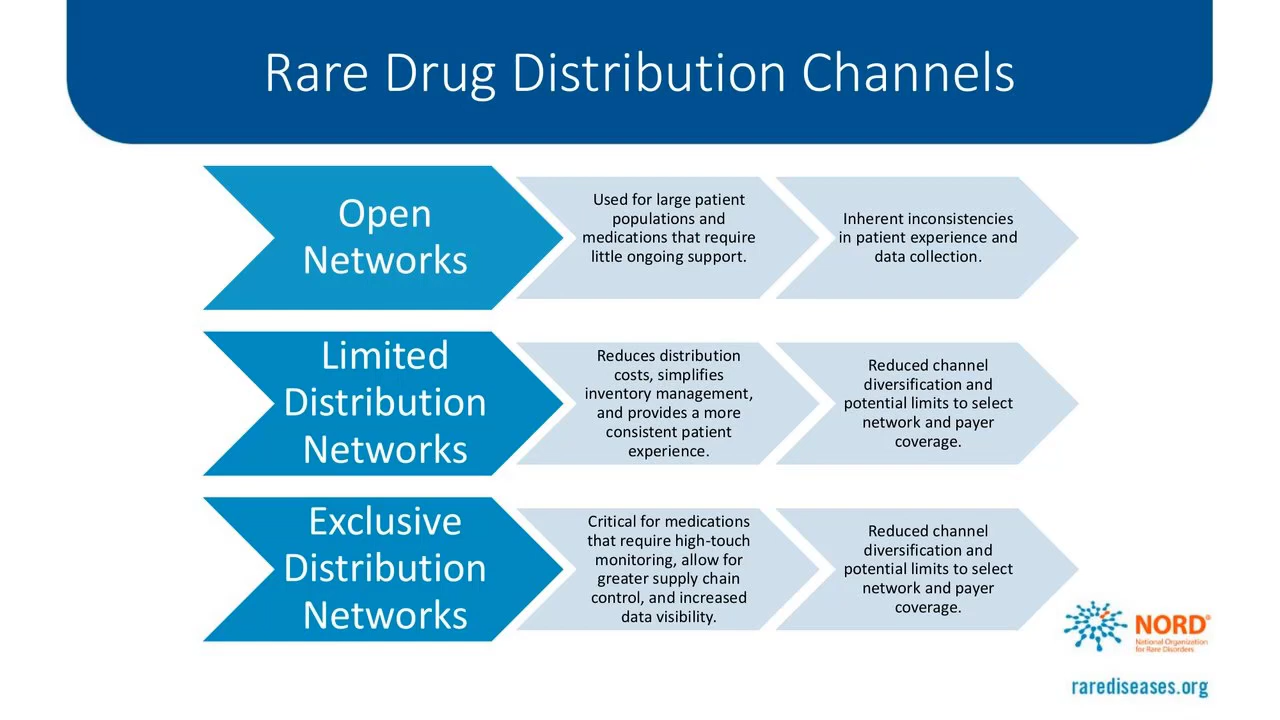 Rare Drug Distribution Channels
Open
Networks
Used for large patient
populations and
medications that require
little ongoing support.
Inherent inconsistencies
in patient experience and
data collection.
Limited
Distribution
Networks
Reduces distribution
costs, simplifies
inventory management,
and provides a more
consistent patient
experience.
Reduced channel
diversification and
potential limits to select
network and payer
coverage.
Exclusive
Distribution
Networks
Critical for medications
that require high-touch
monitoring, allow for
greater supply chain
control, and increased
data visibility.
Reduced channel
diversification and
potential limits to select
network and payer
coverage.
NORD®
National Organization
for Rare Disorders
rarediseases.org